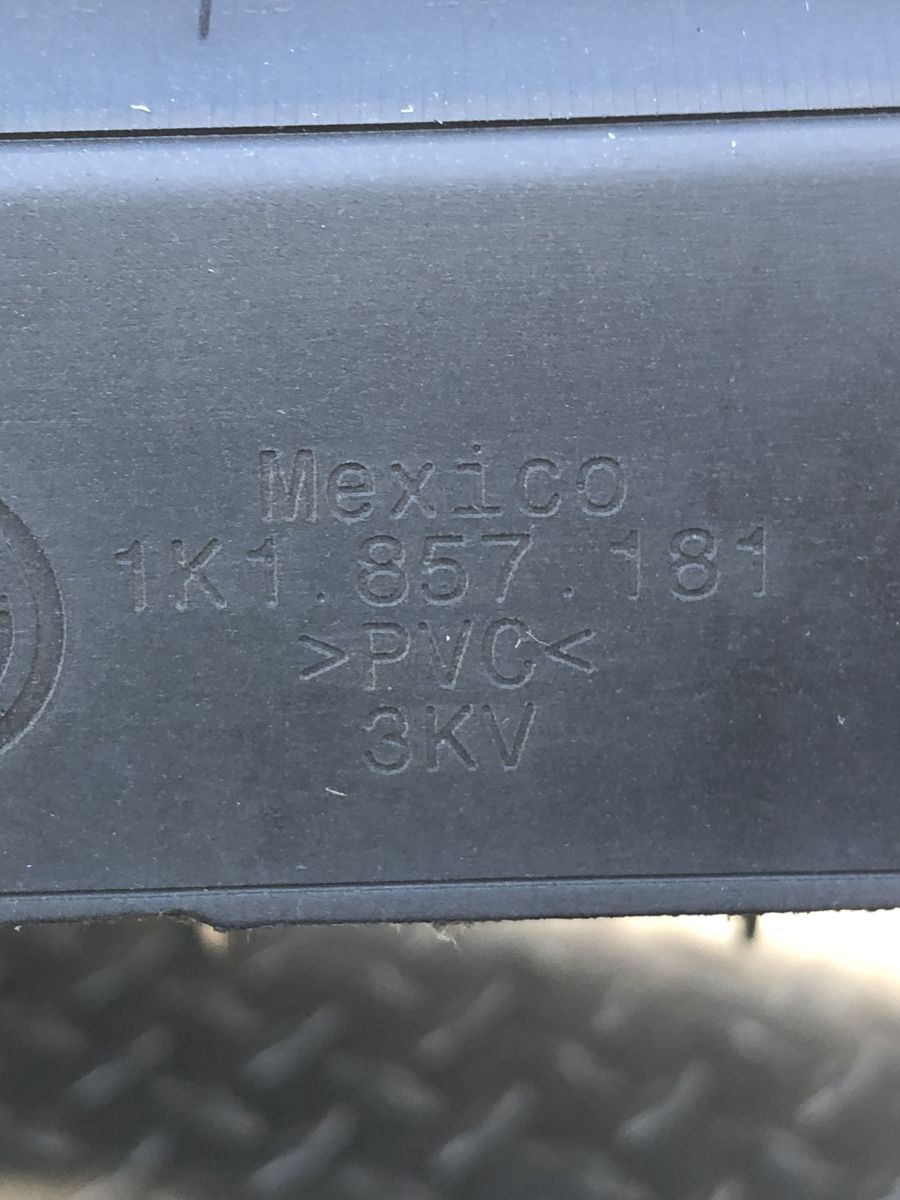 Mexico
1K1.857.181
>PVC<
3KV